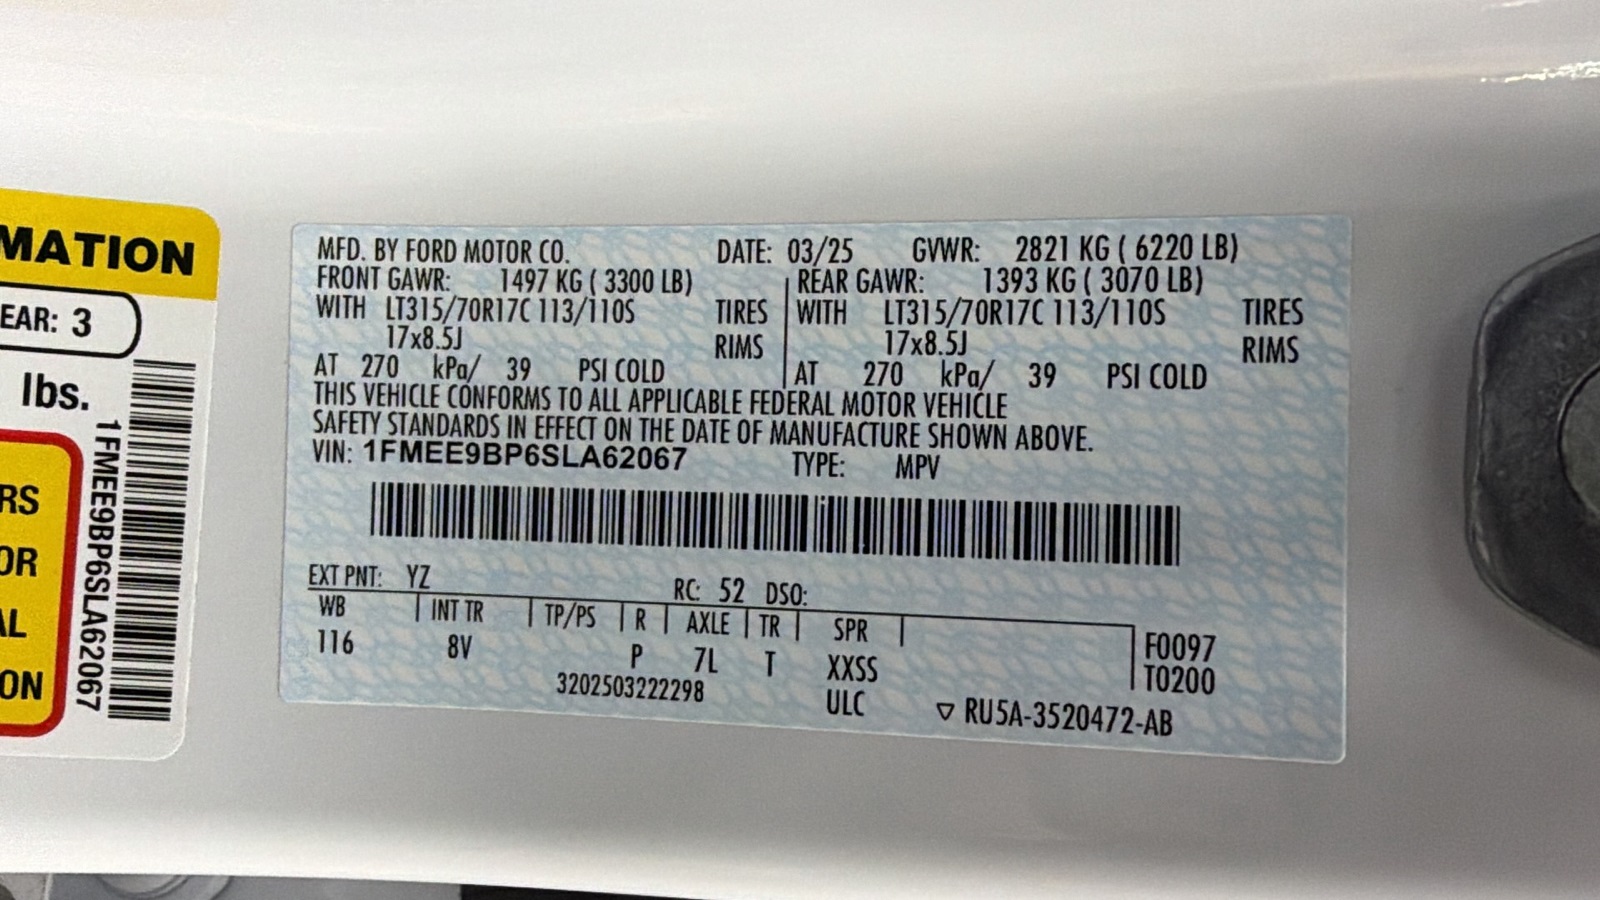 MATION
EAR: 3
lbs.
RS
OR
AL
ON
1FMEE9BP6SLA62067
MFD. BY FORD MOTOR CO. DATE: 03/25 GVWR: 2821 KG ( 6220 LB)
FRONT GAWR: 1497 KG ( 3300 LB) REAR GAWR: 1393 KG ( 3070 LB)
WITH LT315/70R17C 113/110S TIRES WITH LT315/70R17C 113/110S TIRES
17x8.5J RIMS 17x8.5J RIMS
AT 270 kPa/ 39 PSI COLD AT 270 kPa/ 39 PSI COLD
THIS VEHICLE CONFORMS TO ALL APPLICABLE FEDERAL MOTOR VEHICLE
SAFETY STANDARDS IN EFFECT ON THE DATE OF MANUFACTURE SHOWN ABOVE.
VIN: 1FMEE9BP6SLA62067 TYPE: MPV
EXT PNT: YZ RC: 52 DSO:
WB INT TR TP/PS R AXLE TR SPR F0097
116 8V P 7L T XXSS T0200
3202503222298 ULC ▽ RU5A-3520472-AB